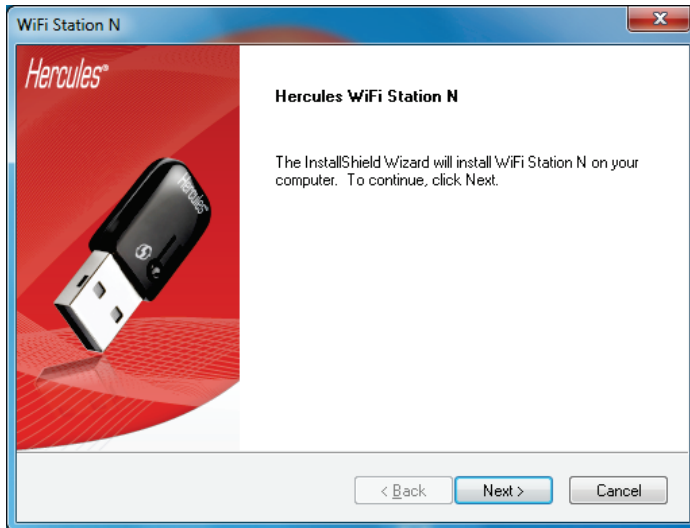 WiFi Station N
x
Hercules®
Hercules WiFi Station N
The InstallShield Wizard will install WiFi Station N on your
computer. To continue, click Next.
Hercules
< Back
Next >
Cancel